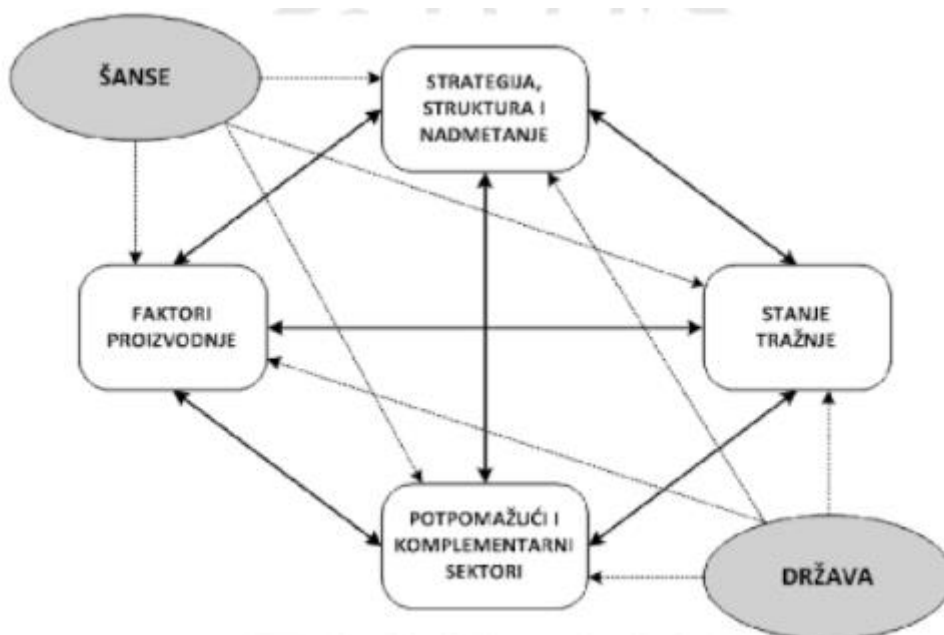 ŠANSE
STRATEGIJA,
STRUKTURA I
NADMETANJE
FAKTORI
PROIZVODNJE
STANJE
TRAŽNJE
POTPOMAŽUĆI I
KOMPLEMENTARNI
SEKTORI
DRŽAVA